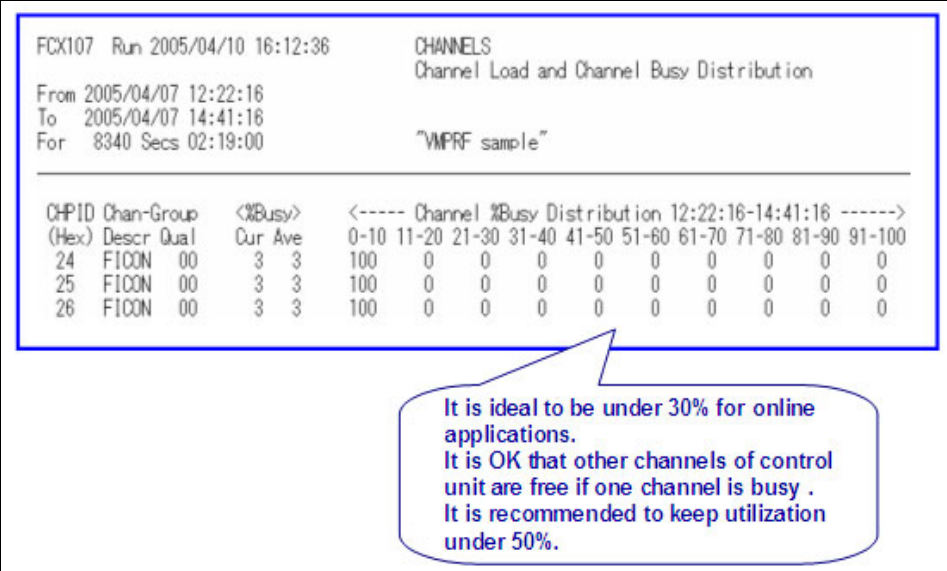 FCX107 Run 2005/04/10 16:12:36 CHANNELS
Channel Load and Channel Busy Distribution
From 2005/04/07 12:22:16
To 2005/04/07 14:41:16
For 8340 Secs 02:19:00 "VMPRF sample"
CHPID Chan-Group <%Busy> <----- Channel %Busy Distribution 12:22:16-14:41:16 ------>
(Hex) Descr Qual Cur Ave 0-10 11-20 21-30 31-40 41-50 51-60 61-70 71-80 81-90 91-100
24 FICON 00 3 3 100 0 0 0 0 0 0 0 0 0
25 FICON 00 3 3 100 0 0 0 0 0 0 0 0 0
26 FICON 00 3 3 100 0 0 0 0 0 0 0 0 0
It is ideal to be under 30% for online
applications.
It is OK that other channels of control
unit are free if one channel is busy .
It is recommended to keep utilization
under 50%.